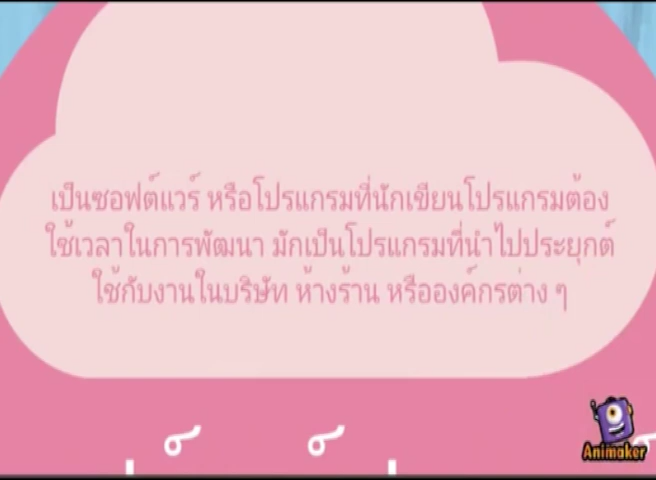 เป็นซอฟต์แวร์ หรือโปรแกรมที่นักเขียนโปรแกรมต้อง
ใช้เวลาในการพัฒนา มักเป็นโปรแกรมที่นำไปประยุกต์
ใช้กับงานในบริษัท ห้างร้าน หรือองค์กรต่าง ๆ
Animaker